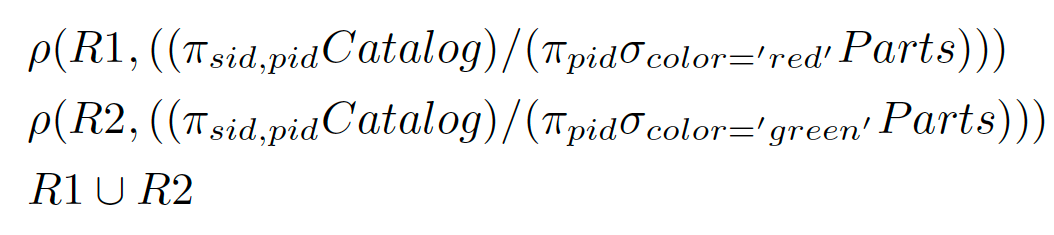 ρ(R1, ((π_{sid,pid}Catalog)/(π_{pid}σ_{color='red'}Parts)))
ρ(R2, ((π_{sid,pid}Catalog)/(π_{pid}σ_{color='green'}Parts)))
R1 ∪ R2